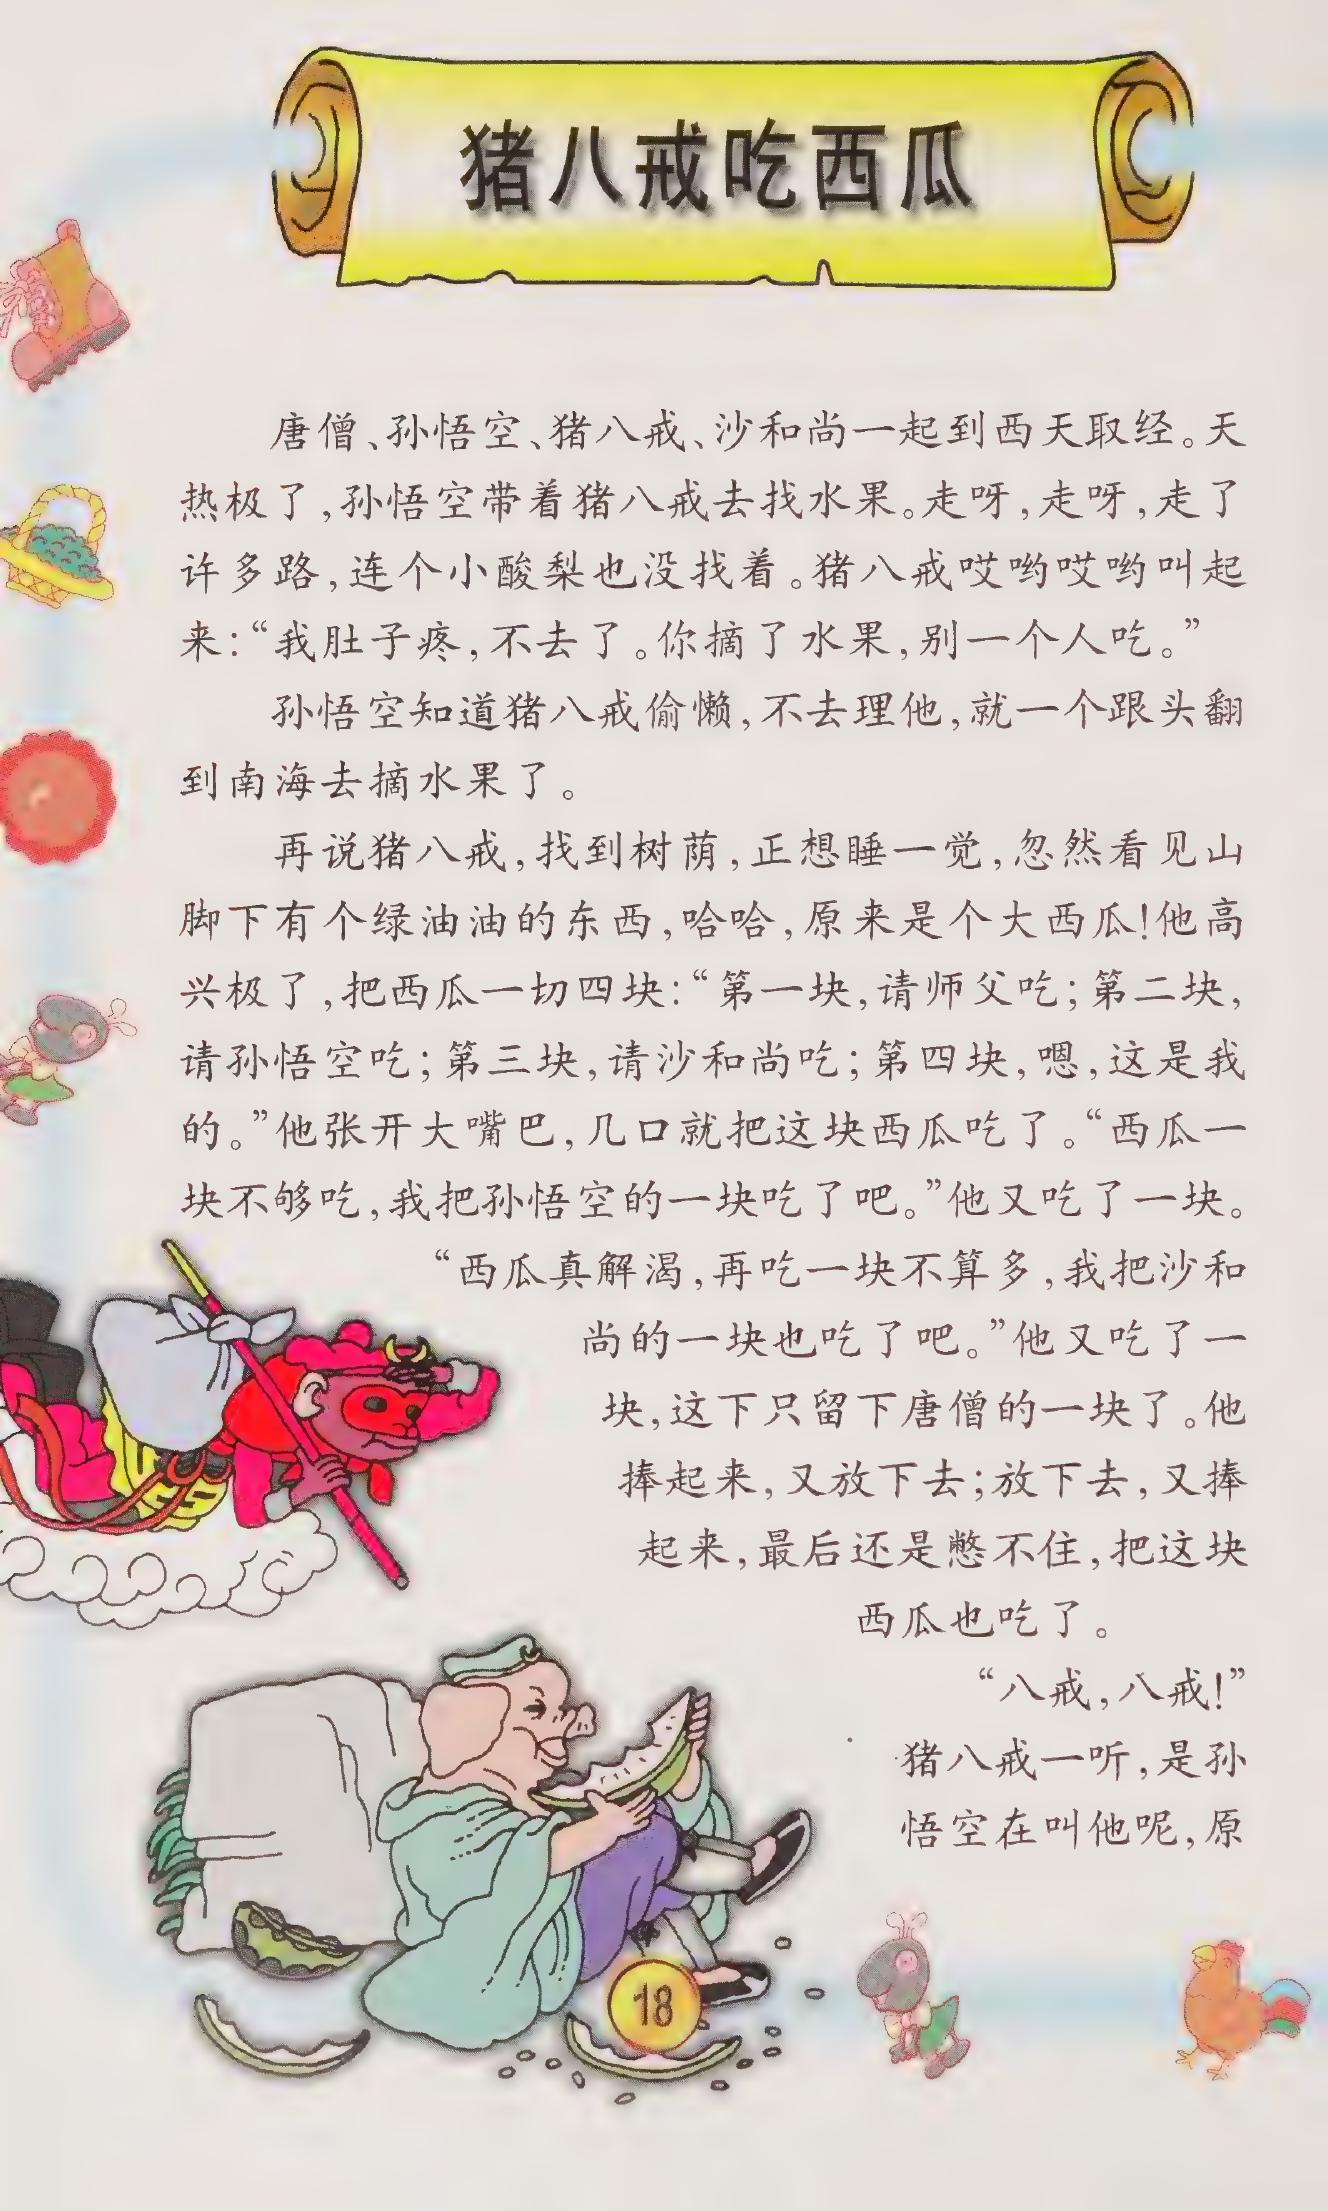 猪八戒吃西瓜
唐僧、孙悟空、猪八戒、沙和尚一起到西天取经。天
热极了,孙悟空带着猪八戒去找水果。走呀,走呀,走了
许多路,连个小酸梨也没找着。猪八戒哎哟哎哟叫起
来:“我肚子疼,不去了。你摘了水果,别一个人吃。”
孙悟空知道猪八戒偷懒,不去理他,就一个跟头翻
到南海去摘水果了。
再说猪八戒,找到树荫,正想睡一觉,忽然看见山
脚下有个绿油油的东西,哈哈,原来是个大西瓜!他高
兴极了,把西瓜一切四块:“第一块,请师父吃;第二块,
请孙悟空吃;第三块,请沙和尚吃;第四块,嗯,这是我
的。”他张开大嘴巴,几口就把这块西瓜吃了。“西瓜一
块不够吃,我把孙悟空的一块吃了吧。”他又吃了一块。
“西瓜真解渴,再吃一块不算多,我把沙和
尚的一块也吃了吧。”他又吃了一
块,这下只留下唐僧的一块了。他
捧起来,又放下去;放下去,又捧
起来,最后还是憋不住,把这块
西瓜也吃了。
“八戒,八戒!”
猪八戒一听,是孙
悟空在叫他呢,原
18